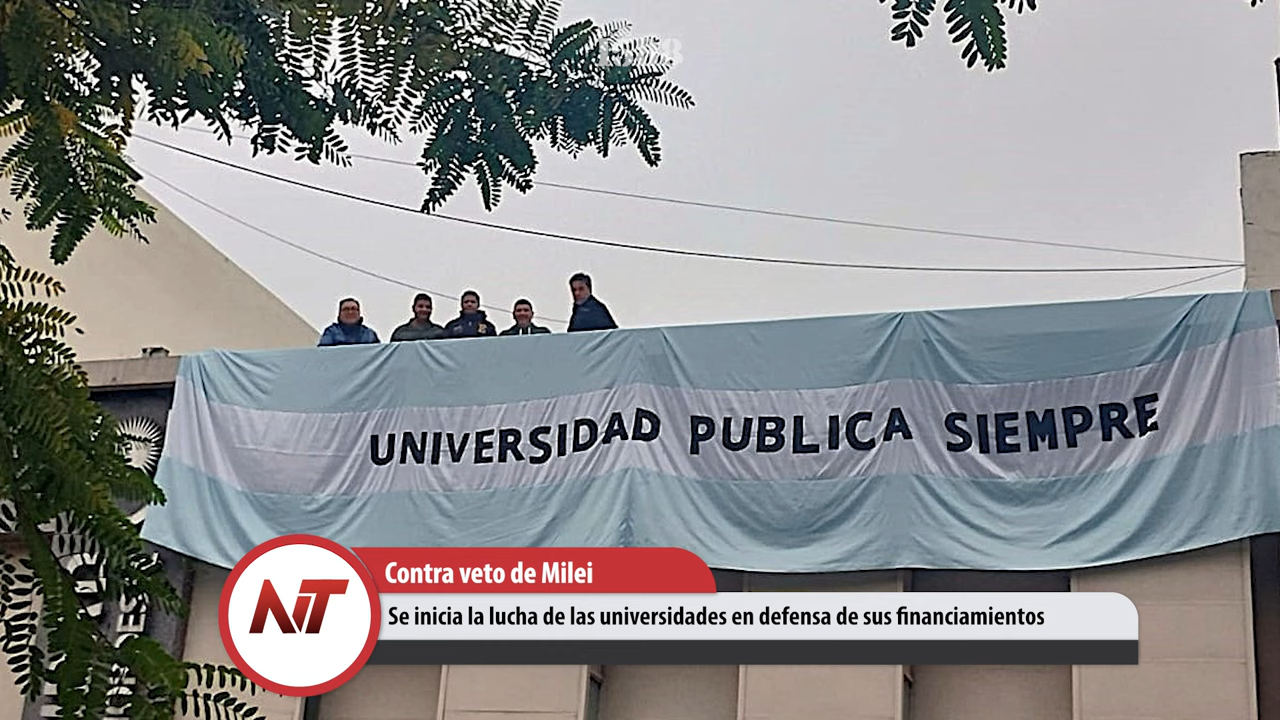 UNIVERSIDAD PUBLICA SIEMPRE
NT
Contra veto de Milei
Se inicia la lucha de las universidades en defensa de sus financiamientos